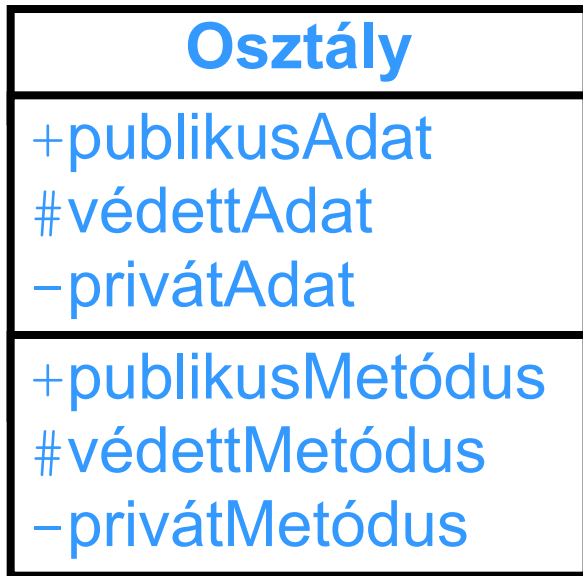 Osztály
+publikusAdat
#védettAdat
−privátAdat
+publikusMetódus
#védettMetódus
−privátMetódus